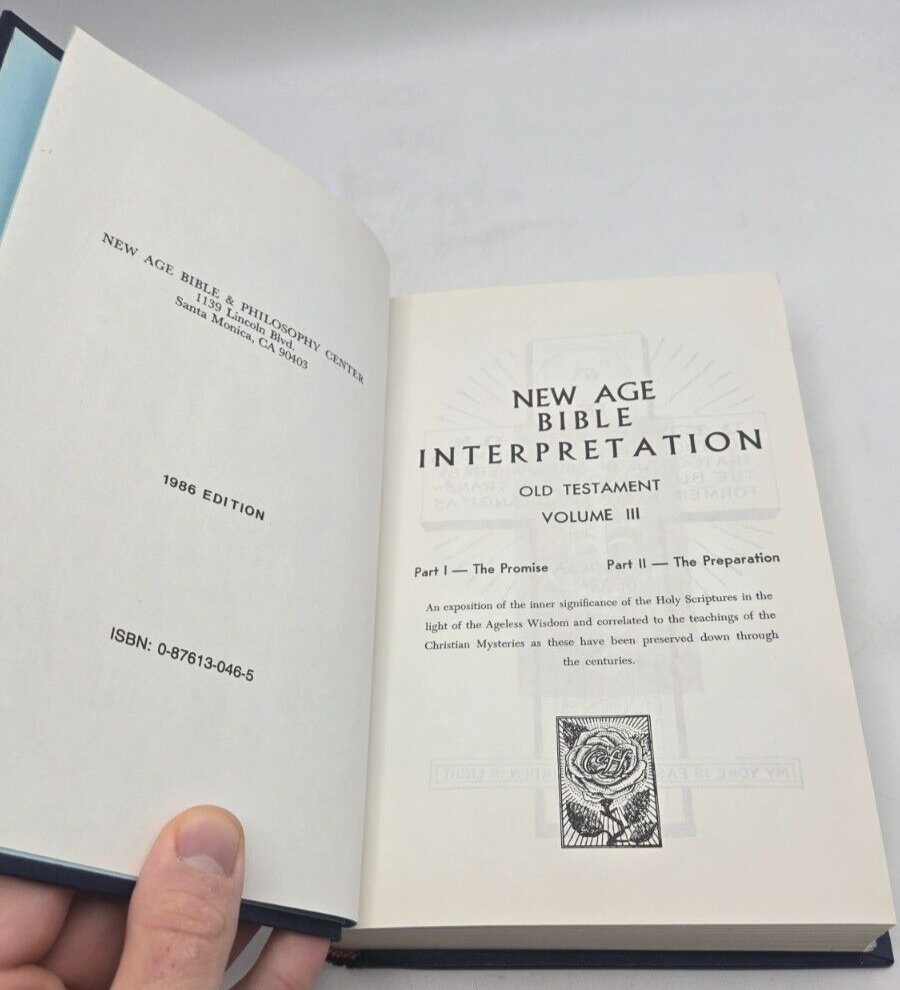 NEW AGE BIBLE & PHILOSOPHY CENTER
1139 Lincoln Blvd.
Santa Monica, CA 90403
1986 EDITION
ISBN: 0-87613-046-5
NEW AGE
BIBLE
INTERPRETATION
OLD TESTAMENT
VOLUME III
Part I — The Promise Part II — The Preparation
An exposition of the inner significance of the Holy Scriptures in the
light of the Ageless Wisdom and correlated to the teachings of the
Christian Mysteries as these have been preserved down through
the centuries.